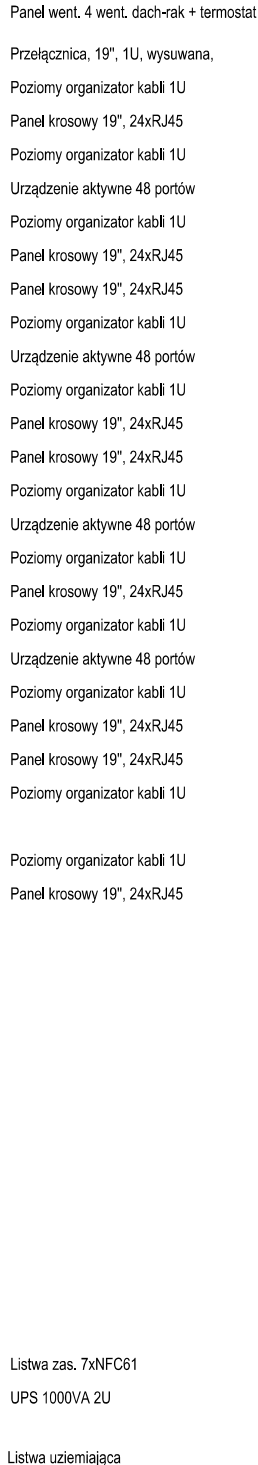 Panel went. 4 went. dach-rak + termostat
Przełącznica, 19", 1U, wysuwana,
Poziomy organizator kabli 1U
Panel krosowy 19", 24xRJ45
Poziomy organizator kabli 1U
Urządzenie aktywne 48 portów
Poziomy organizator kabli 1U
Panel krosowy 19", 24xRJ45
Panel krosowy 19", 24xRJ45
Poziomy organizator kabli 1U
Urządzenie aktywne 48 portów
Poziomy organizator kabli 1U
Panel krosowy 19", 24xRJ45
Panel krosowy 19", 24xRJ45
Poziomy organizator kabli 1U
Urządzenie aktywne 48 portów
Poziomy organizator kabli 1U
Panel krosowy 19", 24xRJ45
Poziomy organizator kabli 1U
Urządzenie aktywne 48 portów
Poziomy organizator kabli 1U
Panel krosowy 19", 24xRJ45
Panel krosowy 19", 24xRJ45
Poziomy organizator kabli 1U
Poziomy organizator kabli 1U
Panel krosowy 19", 24xRJ45
Listwa zas. 7xNFC61
UPS 1000VA 2U
Listwa uziemiająca